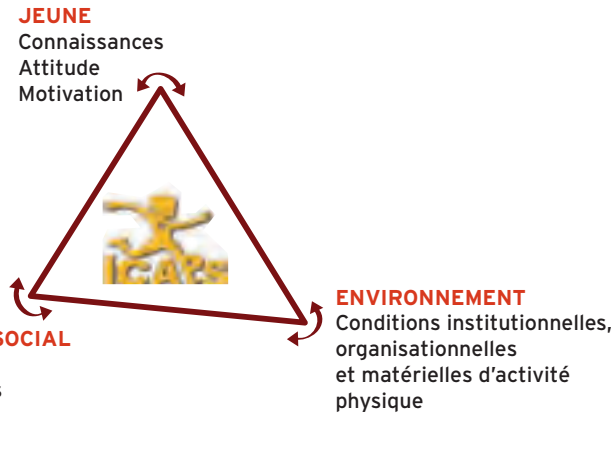 JEUNE
Connaissances
Attitude
Motivation
ICAPS
SOCIAL
s
ENVIRONNEMENT
Conditions institutionnelles,
organisationnelles
et matérielles d’activité
physique